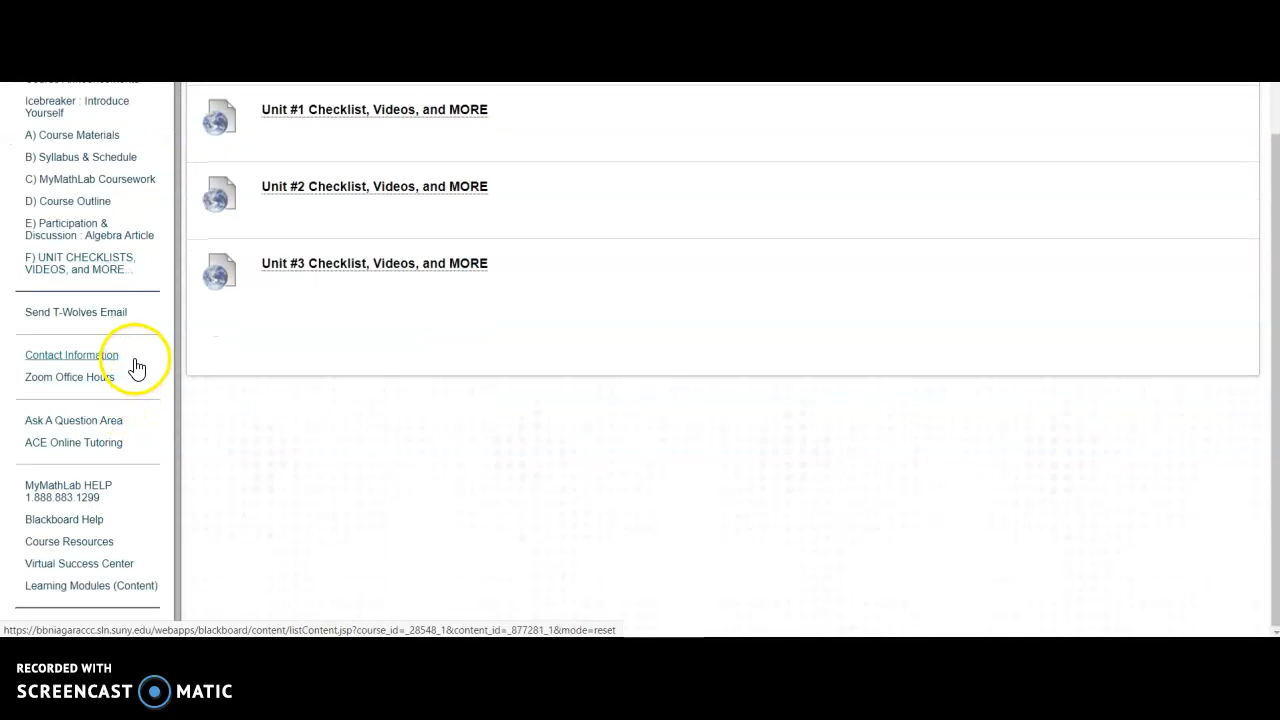 Course Announcements
Icebreaker : Introduce
Yourself
A) Course Materials
B) Syllabus & Schedule
C) MyMathLab Coursework
D) Course Outline
E) Participation &
Discussion : Algebra Article
F) UNIT CHECKLISTS,
VIDEOS, and MORE...
Send T-Wolves Email
Contact Information
Zoom Office Hours
Ask A Question Area
ACE Online Tutoring
MyMathLab HELP
1.888.883.1299
Blackboard Help
Course Resources
Virtual Success Center
Learning Modules (Content)
Unit #1 Checklist, Videos, and MORE
Unit #2 Checklist, Videos, and MORE
Unit #3 Checklist, Videos, and MORE
https://bbniagaraccc.sln.suny.edu/webapps/blackboard/content/listContent.jsp?course_id=_28548_1&content_id=_877281_1&mode=reset
RECORDED WITH
SCREENCAST MATIC